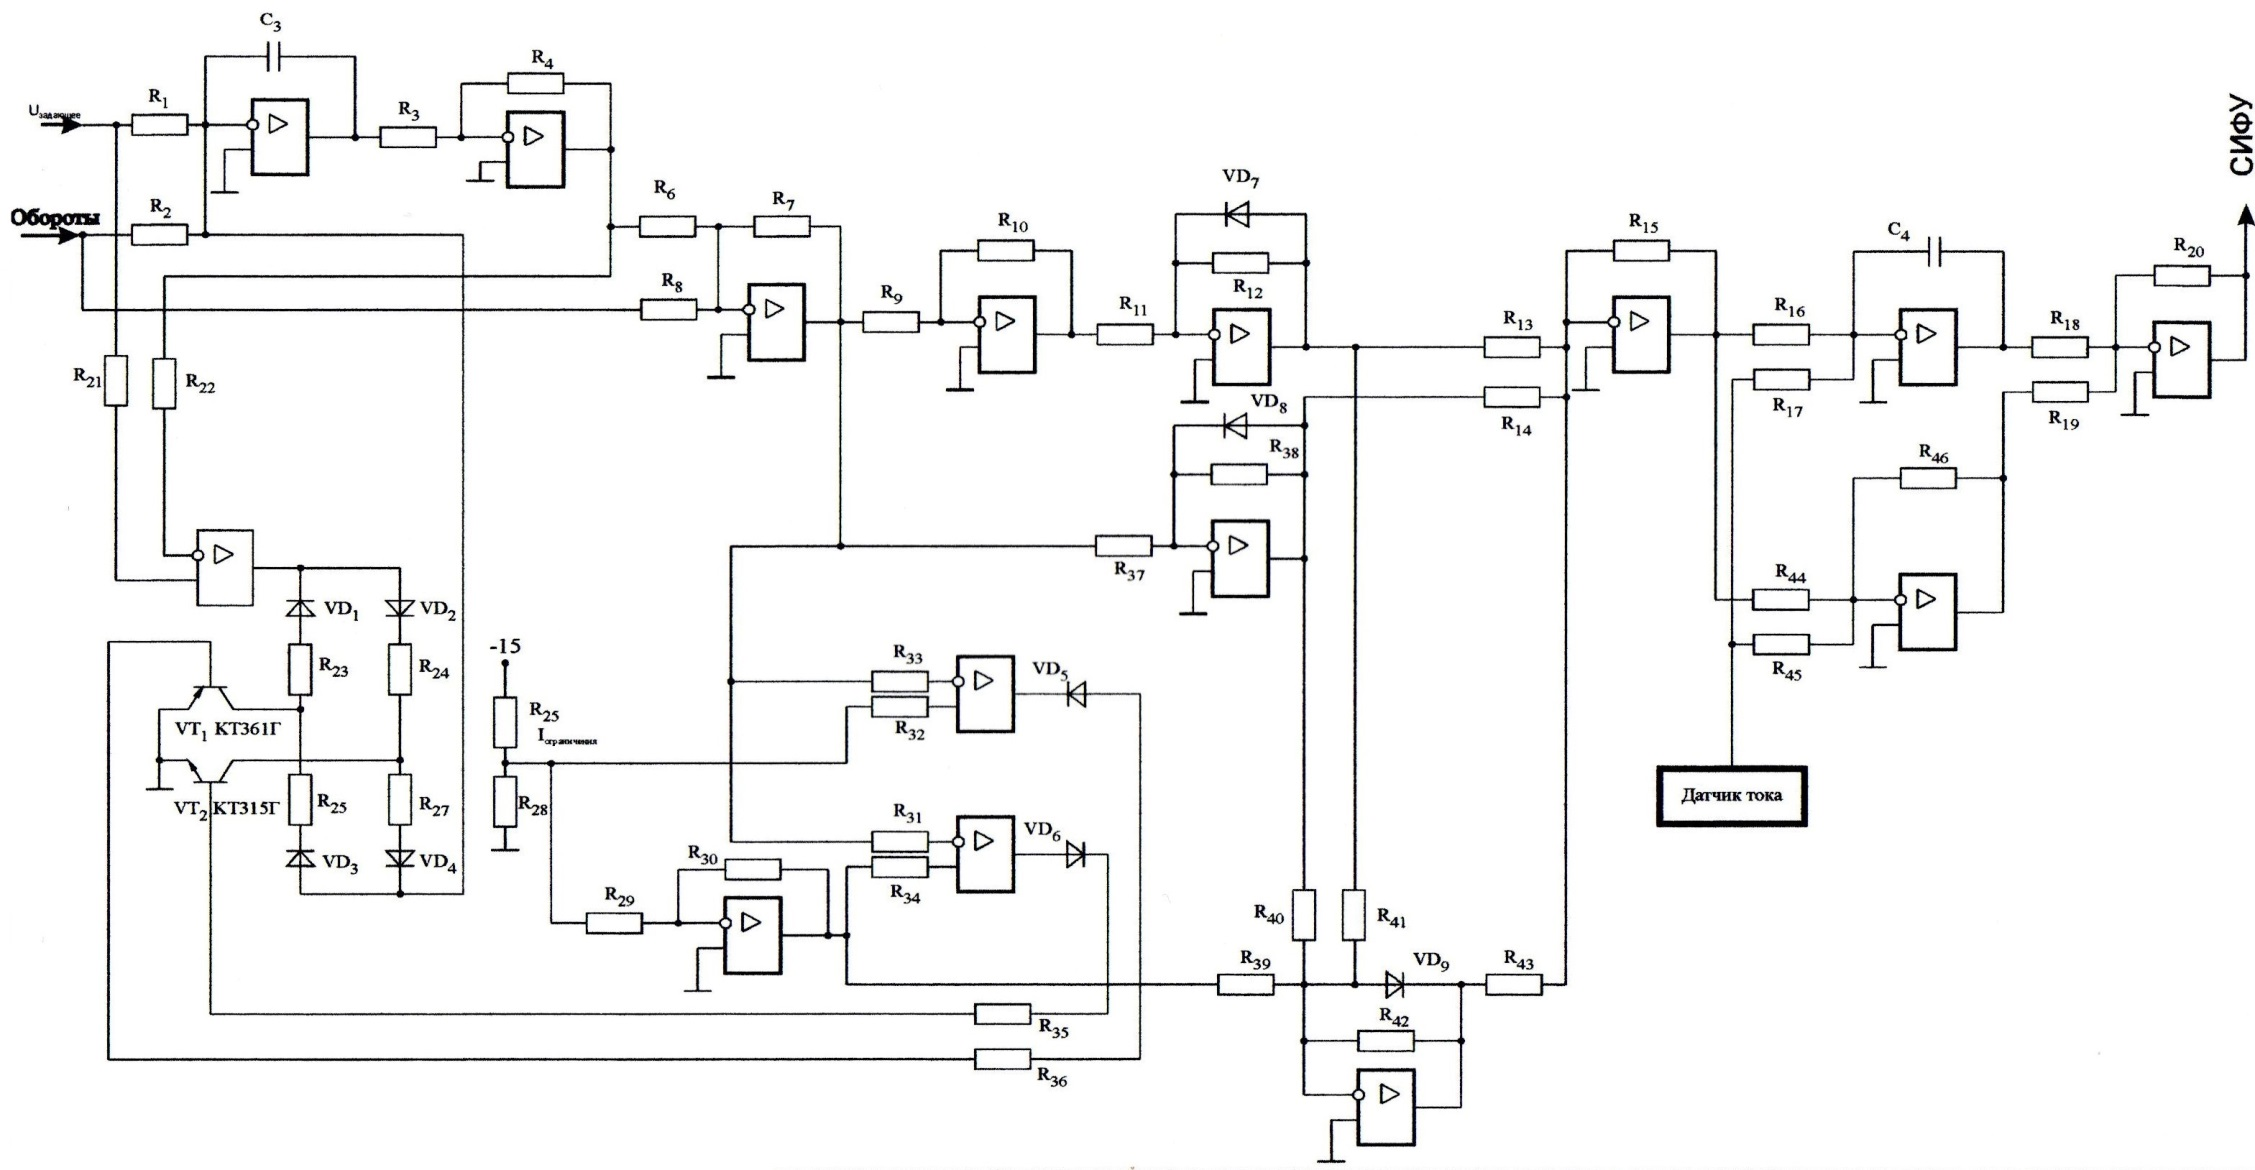 C3
R4
R1
R3
Uзадающее
СИФУ
VD7
R6
R7
R2
Обороты
R10
R15
C4
R20
R8
R12
R9
R11
R13
R16
R18
R21
R22
VD8
R17
R14
R19
R38
R46
R37
R44
VD1
VD2
-15
R33
R23
R24
VD5
R45
R25
VT1 КТ361Г
R32
Iограничения
VT2 КТ315Г
R25
R27
R28
R31
VD6
Датчик тока
VD3
VD4
R30
R34
R29
R40
R41
R39
VD9
R43
R35
R42
R36